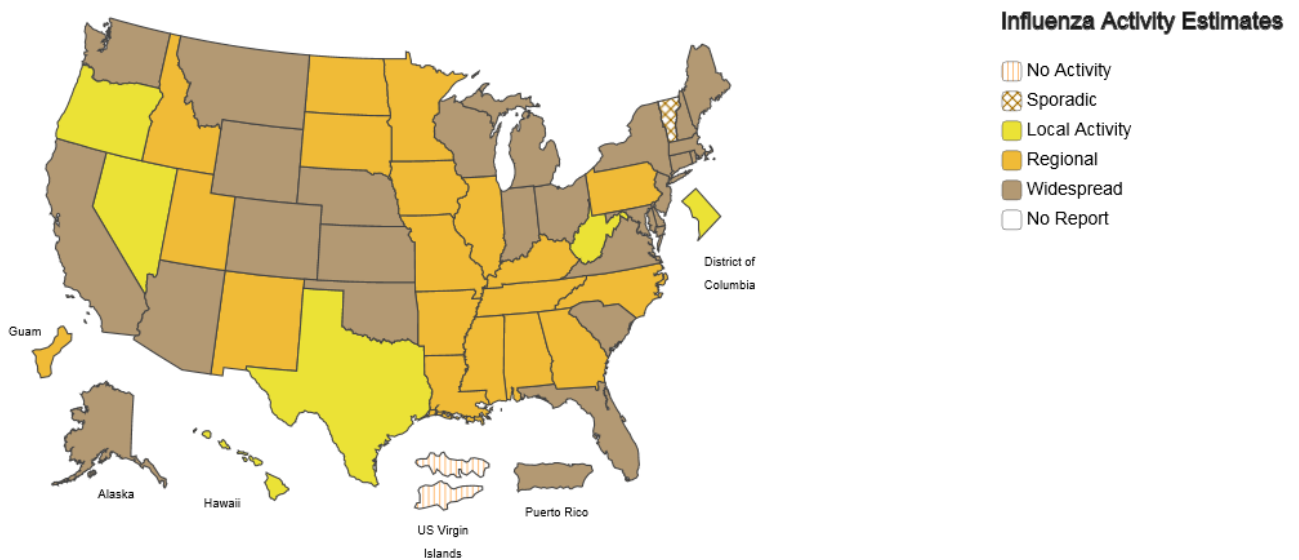 Influenza Activity Estimates
No Activity
Sporadic
Local Activity
Regional
Widespread
No Report
District of
Columbia
Guam
Alaska
Hawaii
US Virgin
Islands
Puerto Rico